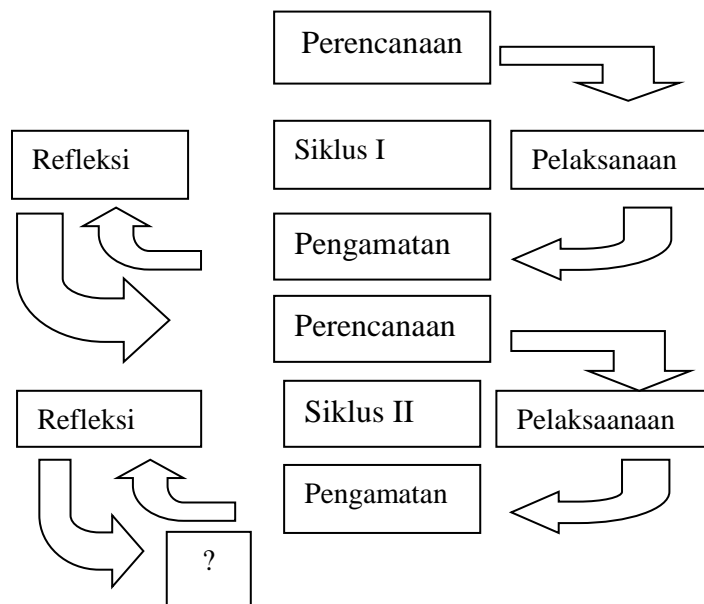 Perencanaan
Refleksi
Siklus I
Pelaksanaan
Pengamatan
Perencanaan
Refleksi
Siklus II
Pelaksaanaan
Pengamatan
?